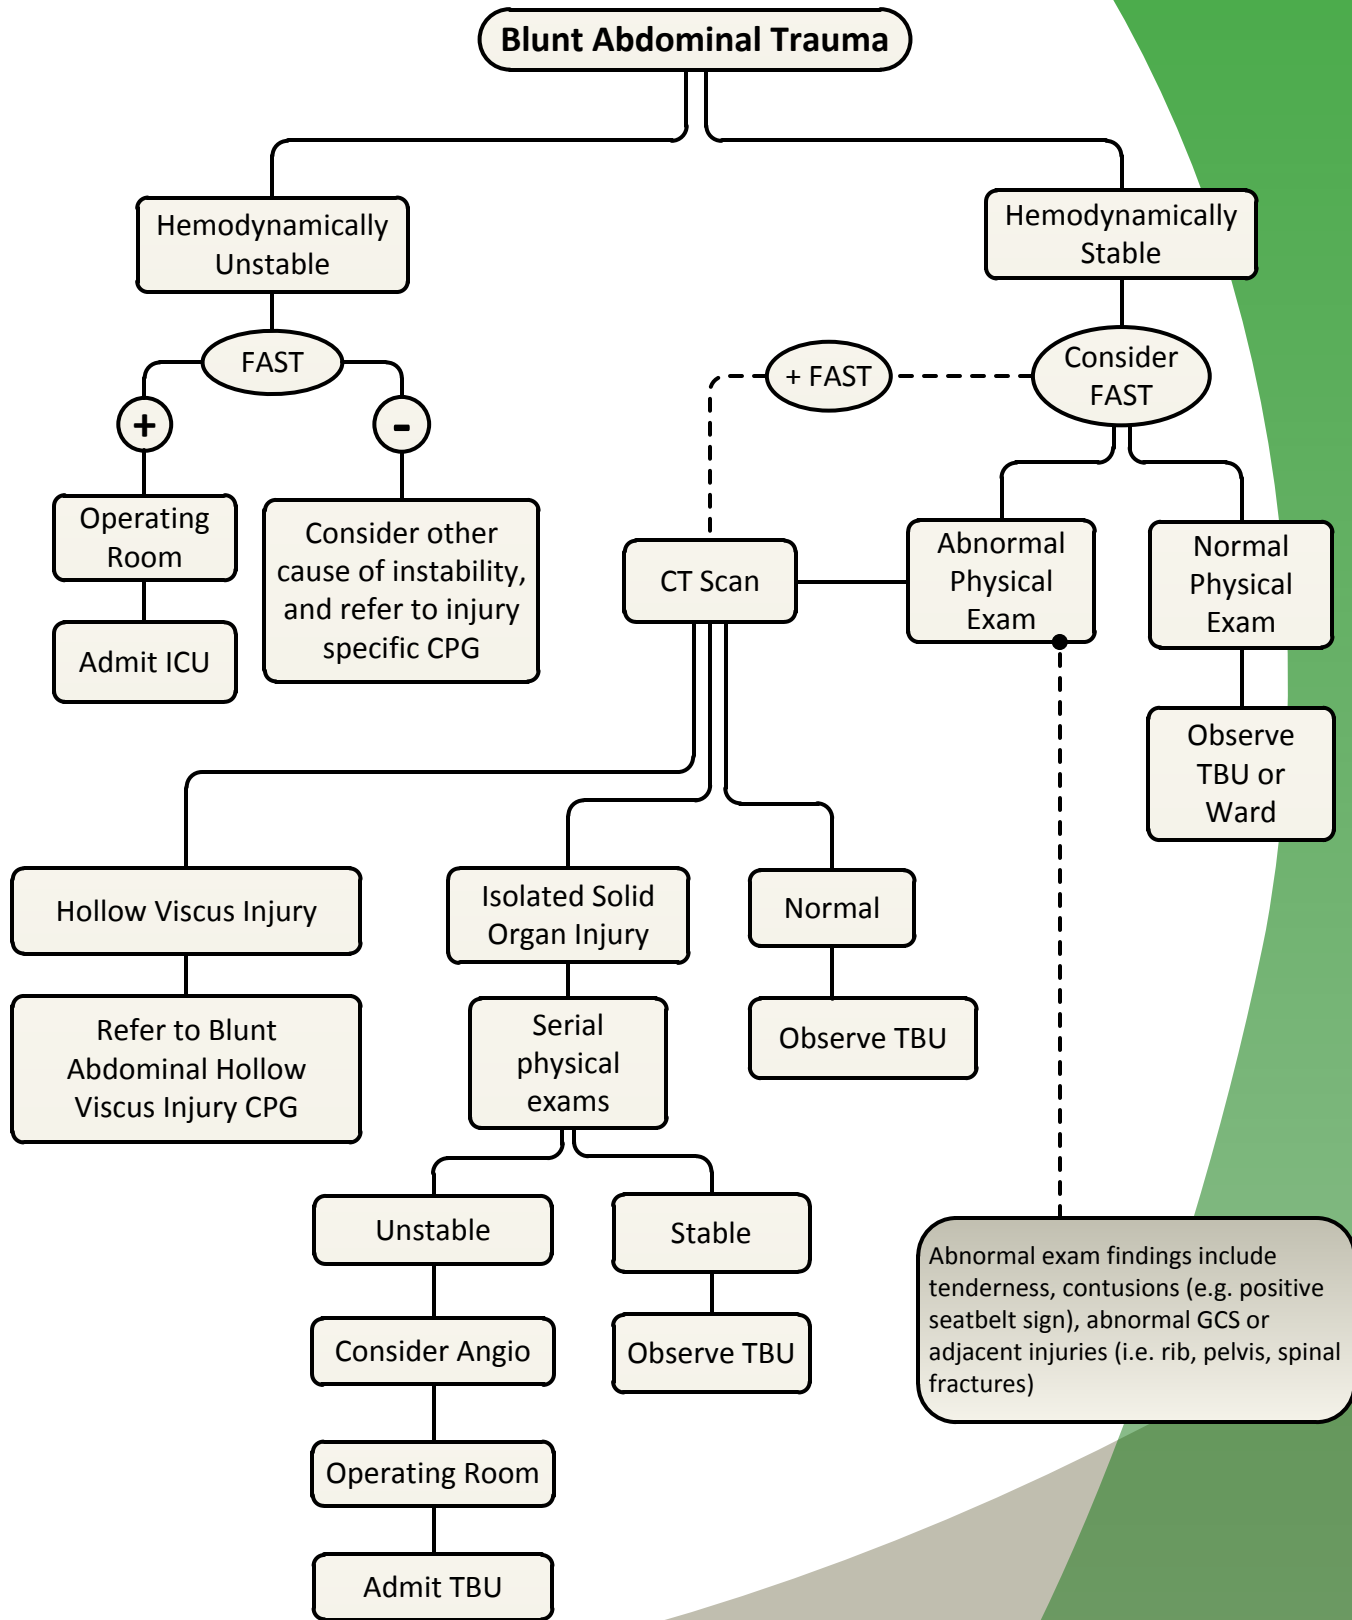 Blunt Abdominal Trauma
Hemodynamically
Unstable
Hemodynamically
Stable
FAST
+ FAST
Consider
FAST
+
-
Operating
Room
Consider other
cause of instability,
and refer to injury
specific CPG
Admit ICU
CT Scan
Abnormal
Physical
Exam
Normal
Physical
Exam
Observe
TBU or
Ward
Hollow Viscus Injury
Isolated Solid
Organ Injury
Normal
Refer to Blunt
Abdominal Hollow
Viscus Injury CPG
Serial
physical
exams
Observe TBU
Unstable
Stable
Consider Angio
Observe TBU
Operating Room
Admit TBU
Abnormal exam findings include
tenderness, contusions (e.g. positive
seatbelt sign), abnormal GCS or
adjacent injuries (i.e. rib, pelvis, spinal
fractures)